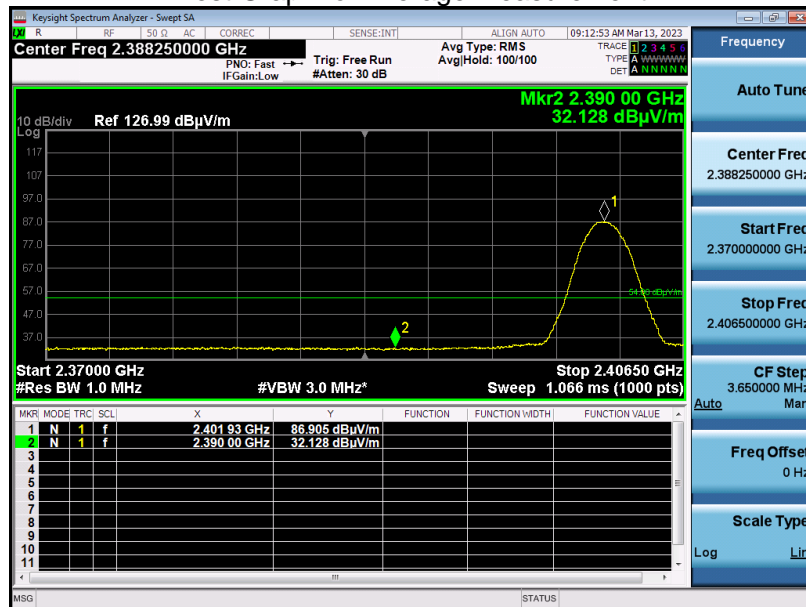 Keysight Spectrum Analyzer - Swept SA
R RF 50 Ω AC CORREC SENSE:INT ALIGN AUTO 09:12:53 AM Mar 13, 2023
Center Freq 2.388250000 GHz
PNO: Fast
IFGain:Low
Trig: Free Run
#Atten: 30 dB
Avg Type: RMS
Avg|Hold: 100/100
TRACE 1 2 3 4 5 6
TYPE A WWWWW
DET A N N N N N
Mkr2 2.390 00 GHz
32.128 dBµV/m
10 dB/div Ref 126.99 dBµV/m
Log
117
107
97.0
87.0
77.0
67.0
57.0
47.0
37.0
1
54.00 dBµV/m
2
Start 2.37000 GHz Stop 2.40650 GHz
#Res BW 1.0 MHz #VBW 3.0 MHz* Sweep 1.066 ms (1000 pts)
MKR MODE TRC SCL X Y FUNCTION FUNCTION WIDTH FUNCTION VALUE
1 N 1 f 2.401 93 GHz 86.905 dBµV/m
2 N 1 f 2.390 00 GHz 32.128 dBµV/m
3
4
5
6
7
8
9
10
11
MSG STATUS
Frequency
Auto Tune
Center Freq
2.388250000 GHz
Start Freq
2.370000000 GHz
Stop Freq
2.406500000 GHz
CF Step
3.650000 MHz
Auto Man
Freq Offset
0 Hz
Scale Type
Log Lin